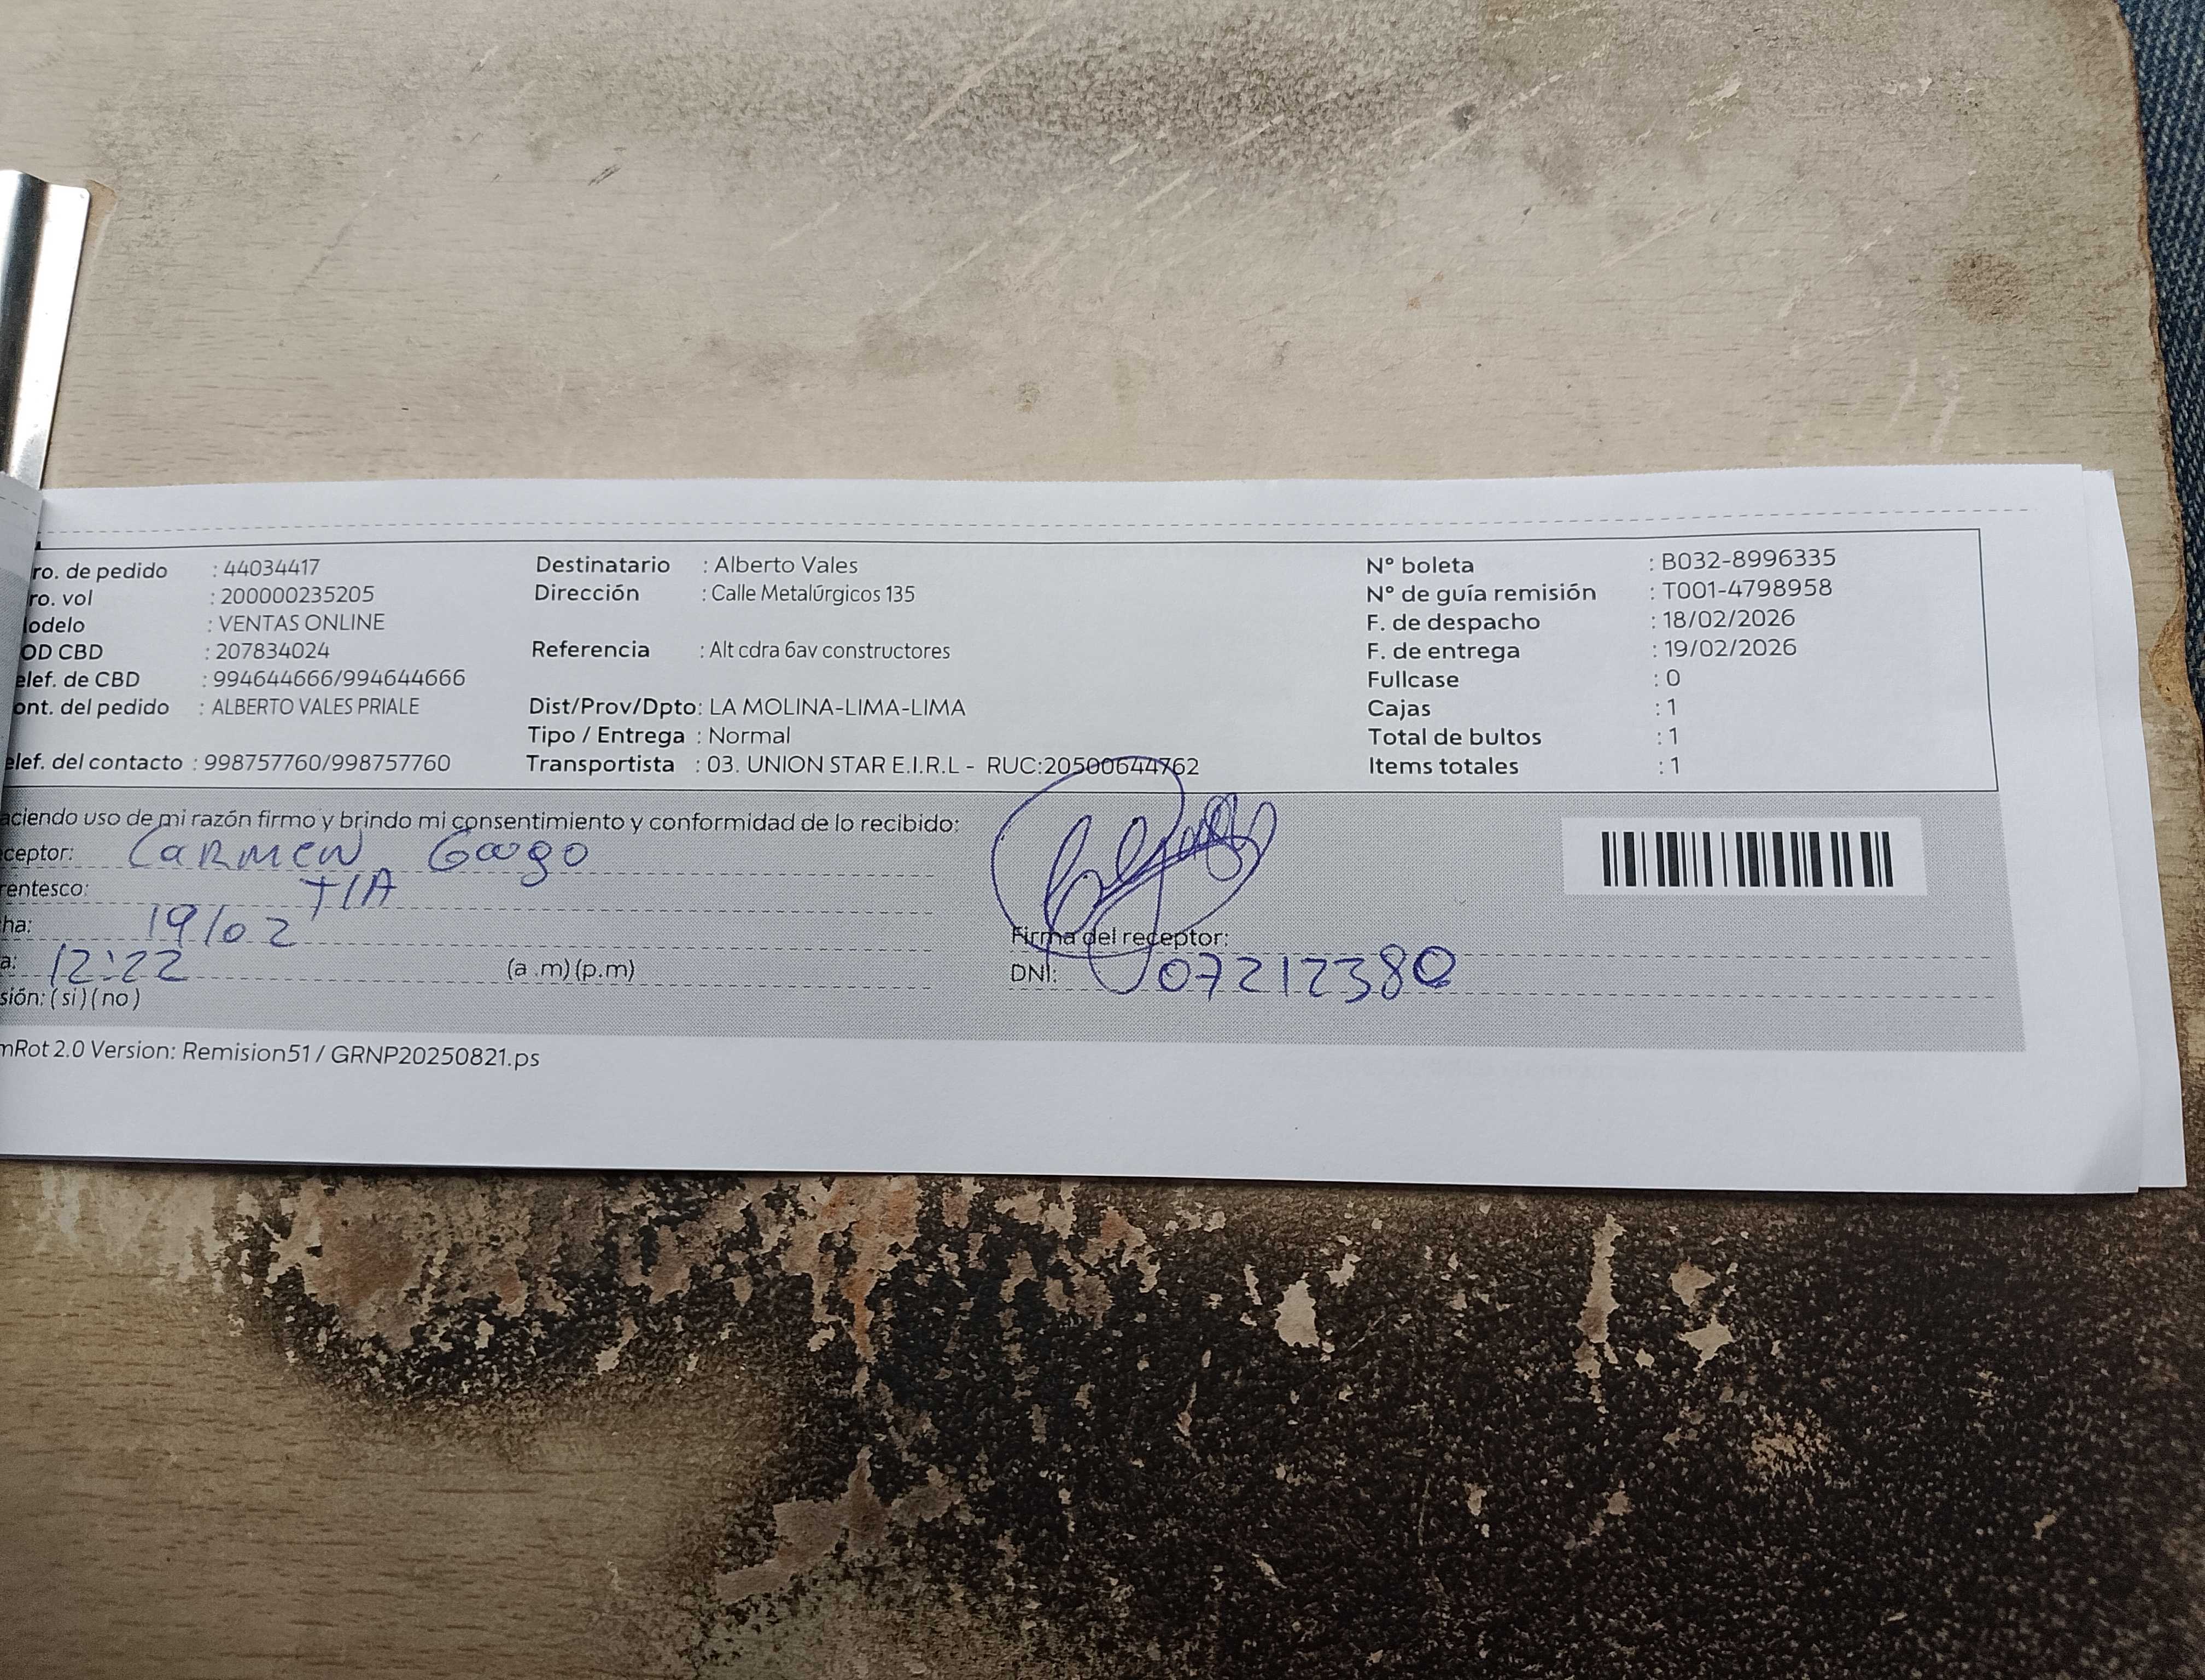 ro. de pedido : 44034417 Destinatario : Alberto Vales N° boleta : B032-8996335
ro. vol : 200000235205 Dirección : Calle Metalúrgicos 135 N° de guía remisión : T001-4798958
odelo : VENTAS ONLINE F. de despacho : 18/02/2026
OD CBD : 207834024 Referencia : Alt cdra 6av constructores F. de entrega : 19/02/2026
elef. de CBD : 994644666/994644666 Fullcase : 0
ont. del pedido : ALBERTO VALES PRIALE Dist/Prov/Dpto: LA MOLINA-LIMA-LIMA Cajas : 1
Tipo / Entrega : Normal Total de bultos : 1
elef. del contacto : 998757760/998757760 Transportista : 03. UNION STAR E.I.R.L - RUC:20500644762 Items totales : 1
aciendo uso de mi razón firmo y brindo mi consentimiento y conformidad de lo recibido:
ceptor: CARMEN
rentesco: TIA
ha: 19/02 Firma del receptor:
a: 12:22 (a .m)(p.m) DNI: 07212380
sión: ( si )( no )
mRot 2.0 Version: Remision51 / GRNP20250821.ps